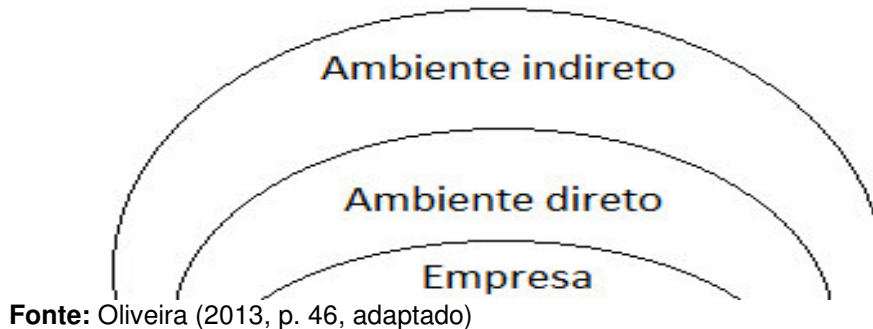 Ambiente indireto
Ambiente direto
Empresa
Fonte: Oliveira (2013, p. 46, adaptado)